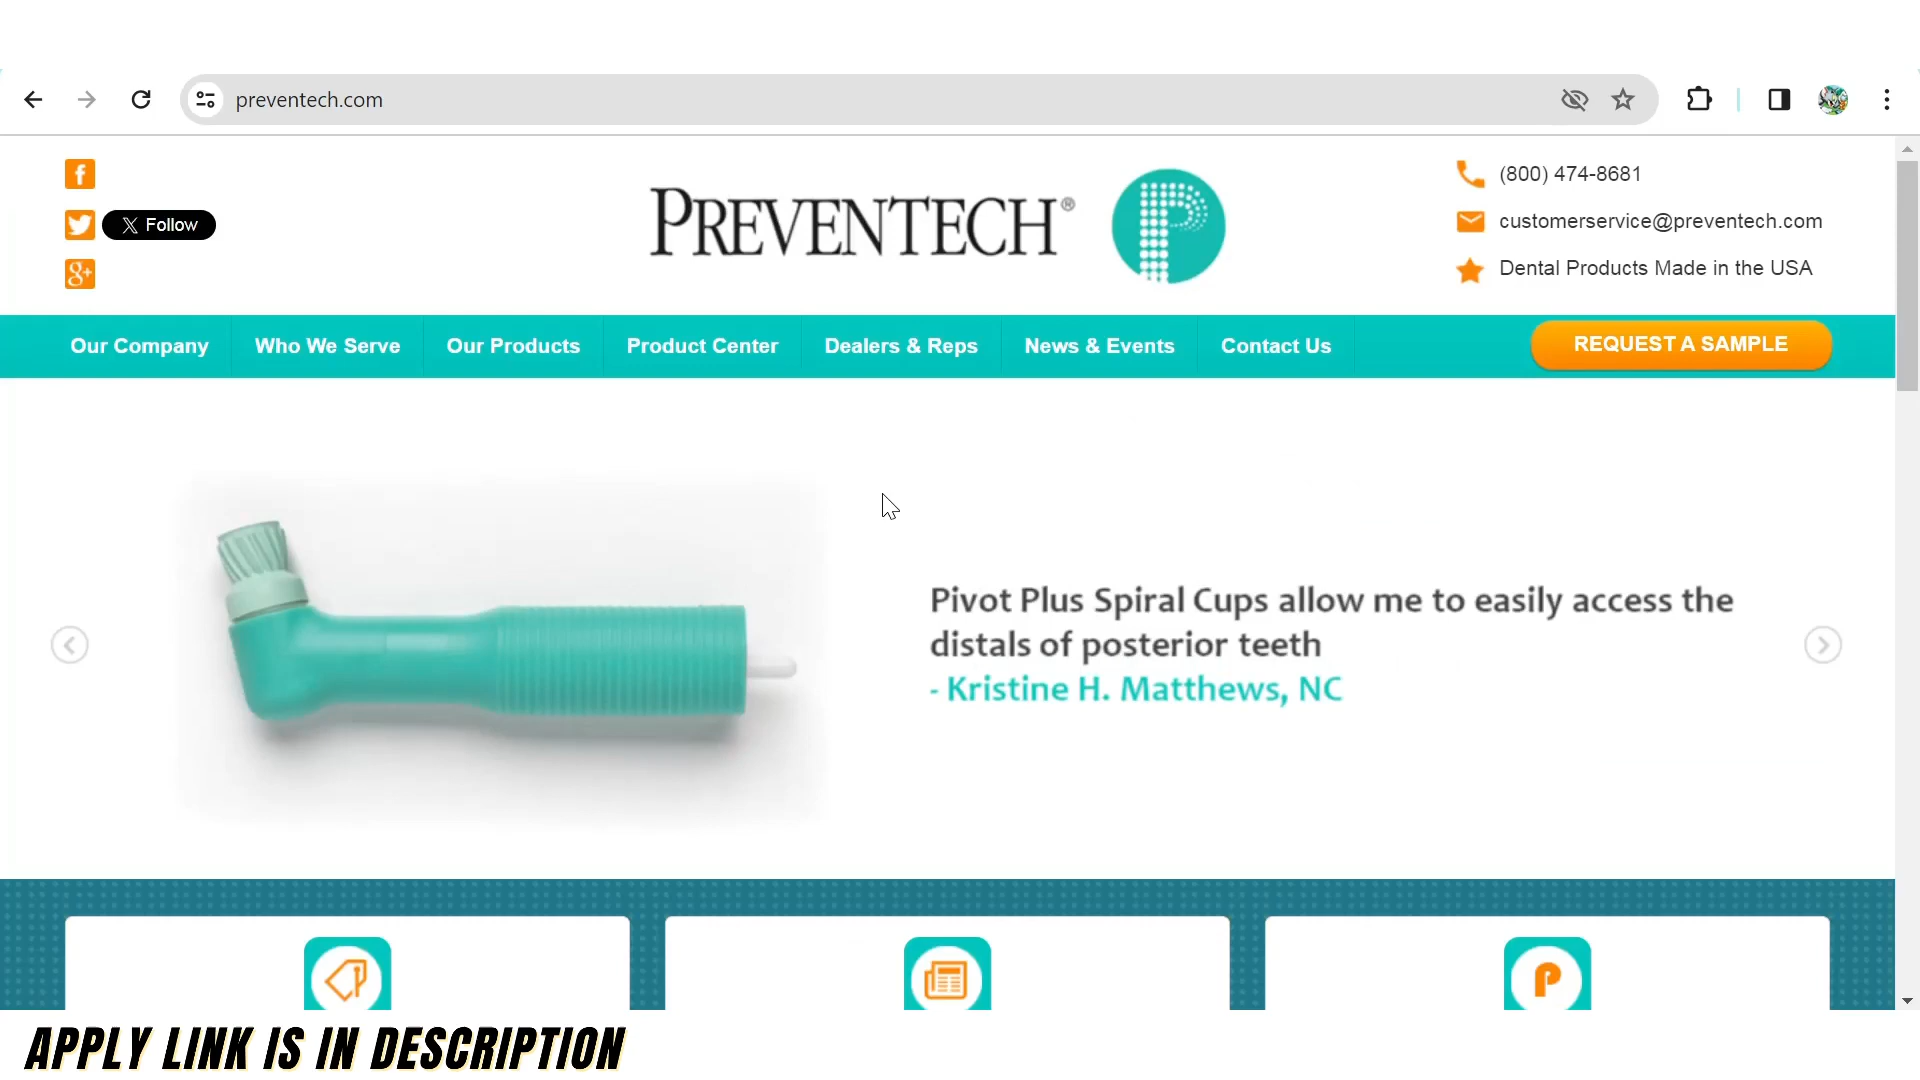 preventech.com
f
X Follow
g+
PREVENTECH® P
(800) 474-8681
customerservice@preventech.com
Dental Products Made in the USA
Our Company Who We Serve Our Products Product Center Dealers & Reps News & Events Contact Us REQUEST A SAMPLE
Pivot Plus Spiral Cups allow me to easily access the
distals of posterior teeth
- Kristine H. Matthews, NC
P
APPLY LINK IS IN DESCRIPTION